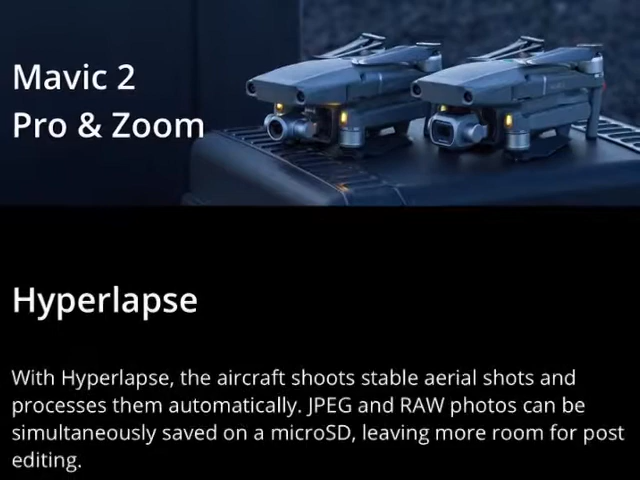 Mavic 2
Pro & Zoom
Hyperlapse
With Hyperlapse, the aircraft shoots stable aerial shots and
processes them automatically. JPEG and RAW photos can be
simultaneously saved on a microSD, leaving more room for post
editing.